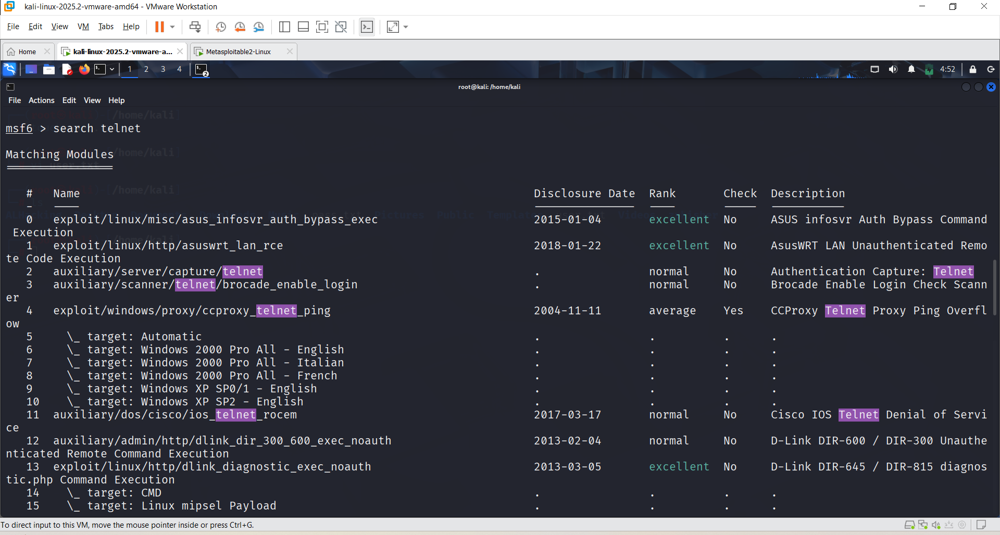 kali-linux-2025.2-vmware-amd64 - VMware Workstation
File Edit View VM Tabs Help
Home kali-linux-2025.2-vmware-a... Metasploitable2-Linux
1 2 3 4 2 4:52
root@kali: /home/kali
File Actions Edit View Help
/home/kali
msf6 > search telnet
/home/kali
Matching Modules
/home/kali
# Name Disclosure Date Rank Check Description
- ---- --------------- ---- ----- -----------
0 exploit/linux/misc/asus_infosvr_auth_bypass_exec 2015-01-04 excellent No ASUS infosvr Auth Bypass Command
Execution
1 exploit/linux/http/asuswrt_lan_rce 2018-01-22 excellent No AsusWRT LAN Unauthenticated Remo
te Code Execution
2 auxiliary/server/capture/telnet . normal No Authentication Capture: Telnet
3 auxiliary/scanner/telnet/brocade_enable_login . normal No Brocade Enable Login Check Scann
er
4 exploit/windows/proxy/ccproxy_telnet_ping 2004-11-11 average Yes CCProxy Telnet Proxy Ping Overfl
ow
5 \_ target: Automatic . . . .
6 \_ target: Windows 2000 Pro All - English . . . .
7 \_ target: Windows 2000 Pro All - Italian . . . .
8 \_ target: Windows 2000 Pro All - French . . . .
9 \_ target: Windows XP SP0/1 - English . . . .
10 \_ target: Windows XP SP2 - English . . . .
11 auxiliary/dos/cisco/ios_telnet_rocem 2017-03-17 normal No Cisco IOS Telnet Denial of Servi
ce
12 auxiliary/admin/http/dlink_dir_300_600_exec_noauth 2013-02-04 normal No D-Link DIR-600 / DIR-300 Unauthe
nticated Remote Command Execution
13 exploit/linux/http/dlink_diagnostic_exec_noauth 2013-03-05 excellent No D-Link DIR-645 / DIR-815 diagnos
tic.php Command Execution
14 \_ target: CMD . . . .
15 \_ target: Linux mipsel Payload . . . .
To direct input to this VM, move the mouse pointer inside or press Ctrl+G.